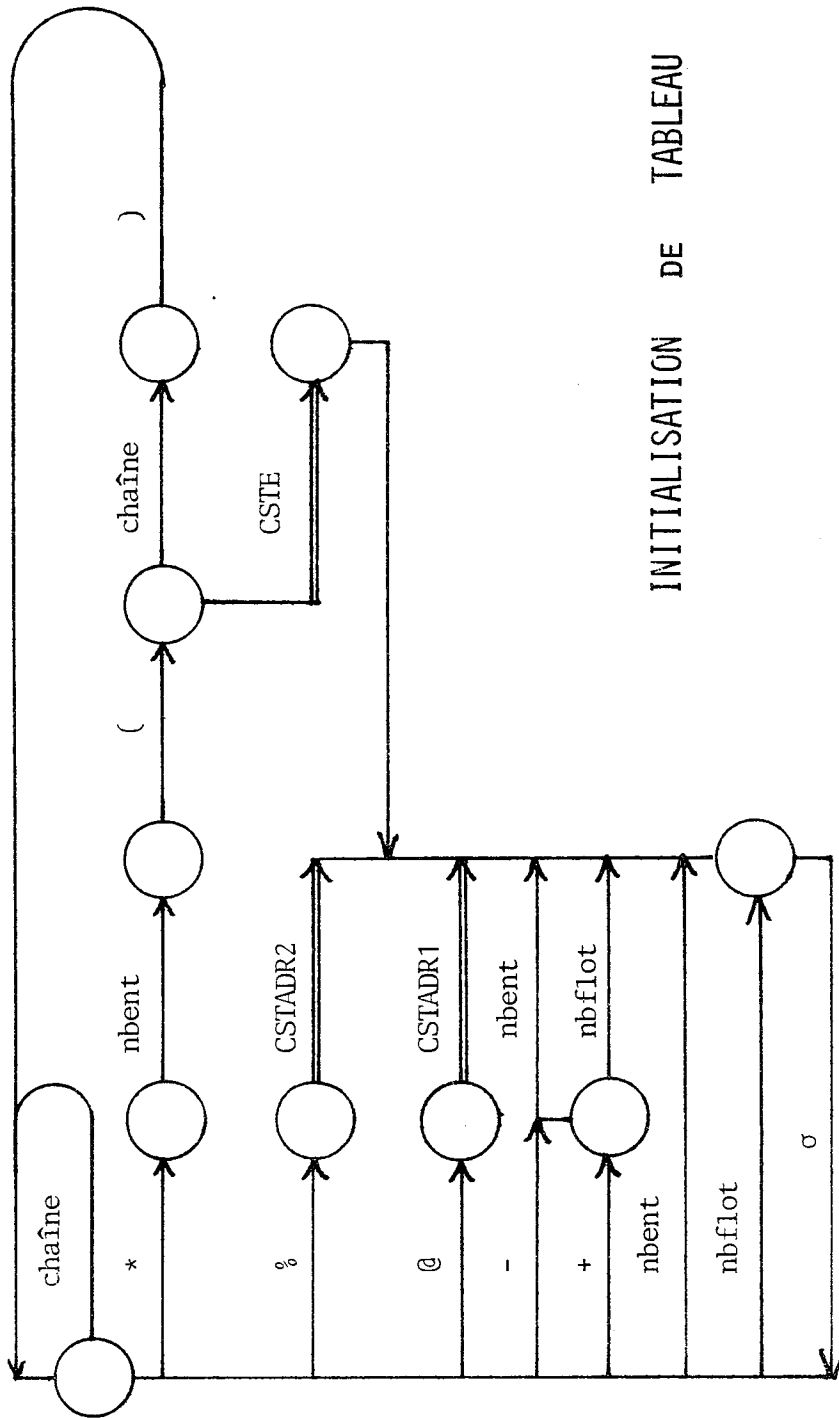 chaîne
*
nbent
(
chaîne
)
CSTE
%
CSTADR2
@
CSTADR1
-
nbent
+
nbflot
nbent
nbflot
σ
INITIALISATION DE TABLEAU